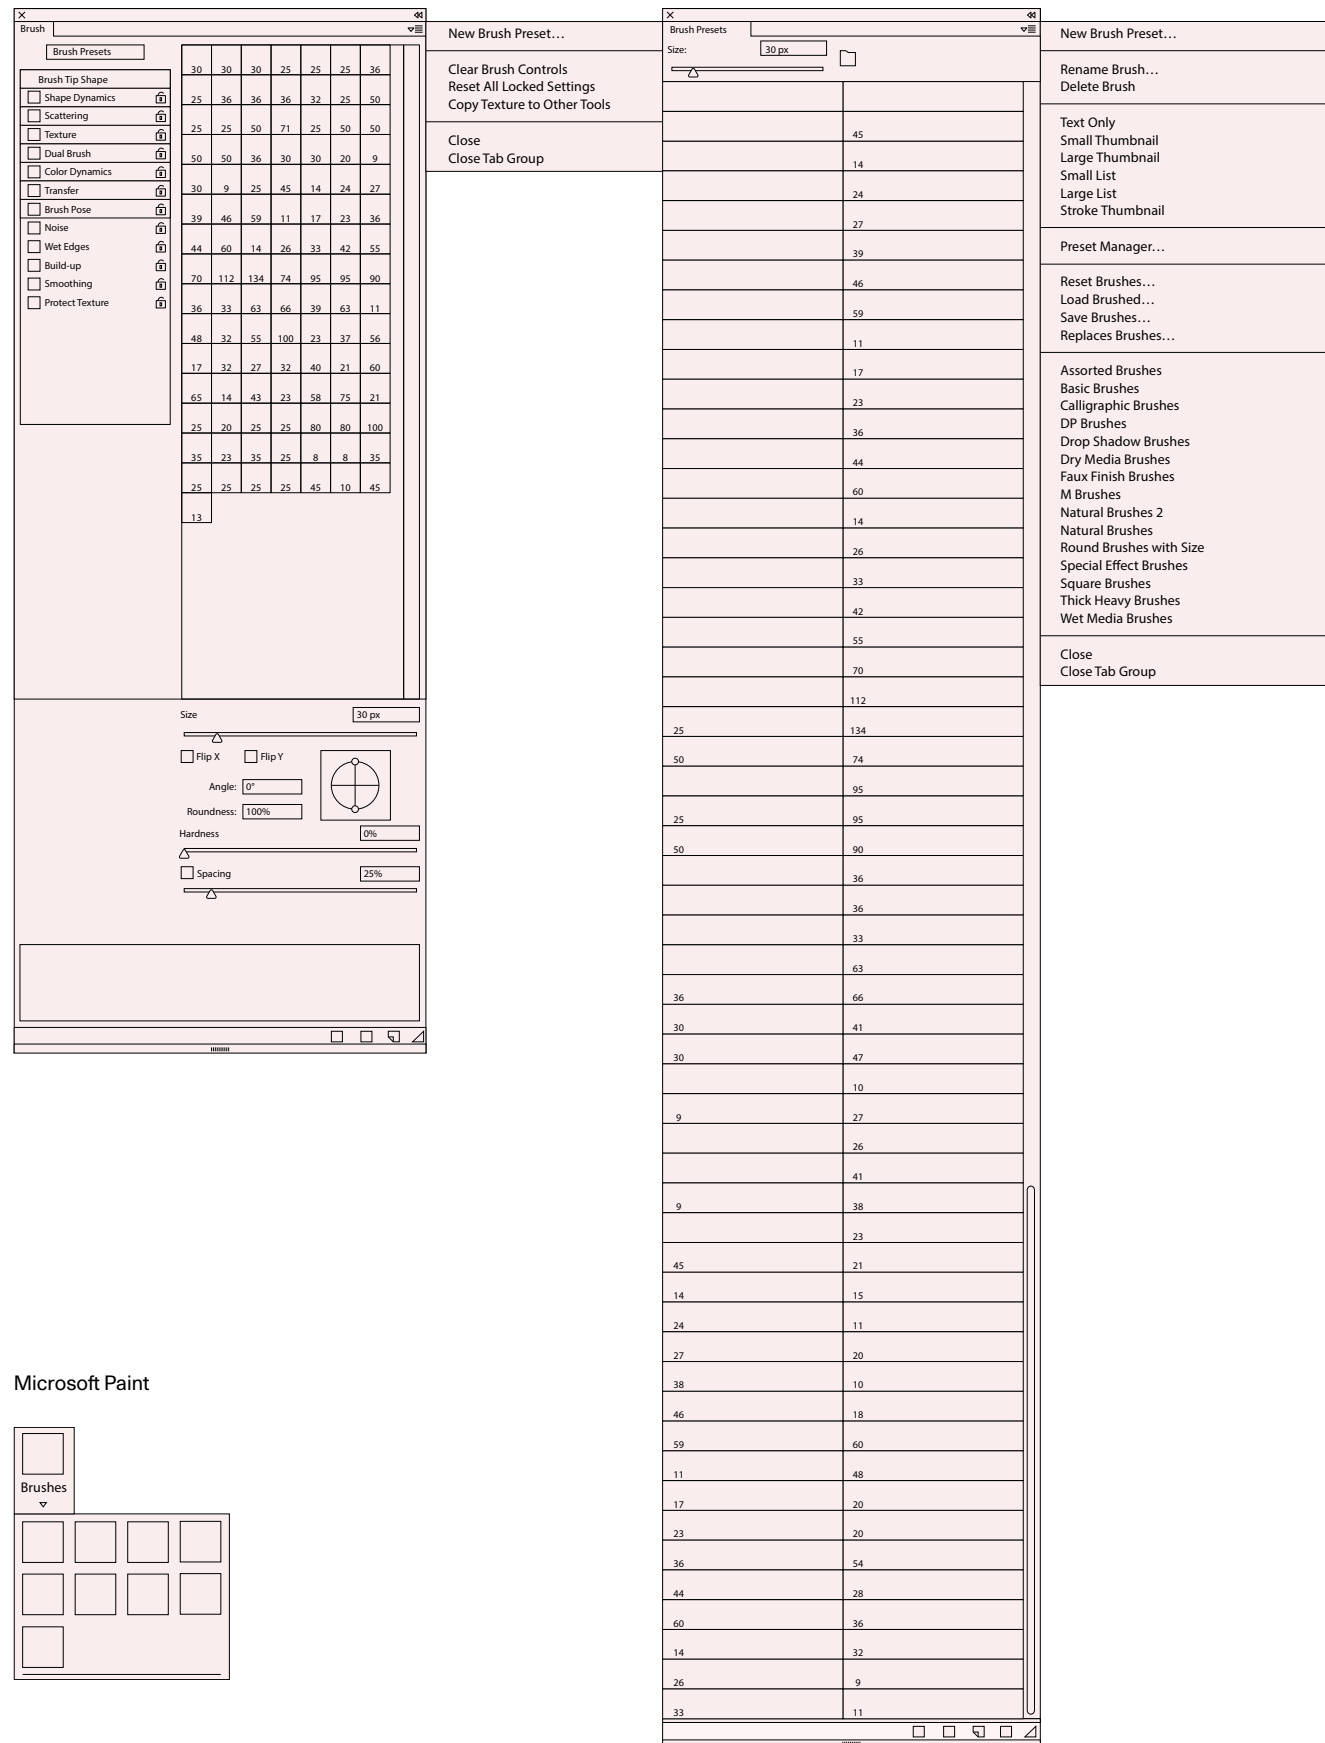 Brush
Brush Presets
Brush Tip Shape
Shape Dynamics
Scattering
Texture
Dual Brush
Color Dynamics
Transfer
Brush Pose
Noise
Wet Edges
Build-up
Smoothing
Protect Texture
30 30 30 25 25 25 36
25 36 36 36 32 25 50
25 25 50 71 25 50 50
50 50 36 30 30 20 9
30 9 25 45 14 24 27
39 46 59 11 17 23 36
44 60 14 26 33 42 55
70 112 134 74 95 95 90
36 33 63 66 39 63 11
48 32 55 100 23 37 56
17 32 27 32 40 21 60
65 14 43 23 58 75 21
25 20 25 25 80 80 100
35 23 35 25 8 8 35
25 25 25 25 45 10 45
13
Size 30 px
Flip X Flip Y
Angle: 0°
Roundness: 100%
Hardness 0%
Spacing 25%
New Brush Preset…
Clear Brush Controls
Reset All Locked Settings
Copy Texture to Other Tools
Close
Close Tab Group
Microsoft Paint
Brushes
Brush Presets
Size: 30 px
45
14
24
27
39
46
59
11
17
23
36
44
60
14
26
33
42
55
70
112
25 134
50 74
95
25 95
50 90
36
36
33
63
36 66
30 41
30 47
10
9 27
26
41
9 38
23
45 21
14 15
24 11
27 20
38 10
46 18
59 60
11 48
17 20
23 20
36 54
44 28
60 36
14 32
26 9
33 11
New Brush Preset…
Rename Brush…
Delete Brush
Text Only
Small Thumbnail
Large Thumbnail
Small List
Large List
Stroke Thumbnail
Preset Manager…
Reset Brushes…
Load Brushed…
Save Brushes…
Replaces Brushes…
Assorted Brushes
Basic Brushes
Calligraphic Brushes
DP Brushes
Drop Shadow Brushes
Dry Media Brushes
Faux Finish Brushes
M Brushes
Natural Brushes 2
Natural Brushes
Round Brushes with Size
Special Effect Brushes
Square Brushes
Thick Heavy Brushes
Wet Media Brushes
Close
Close Tab Group